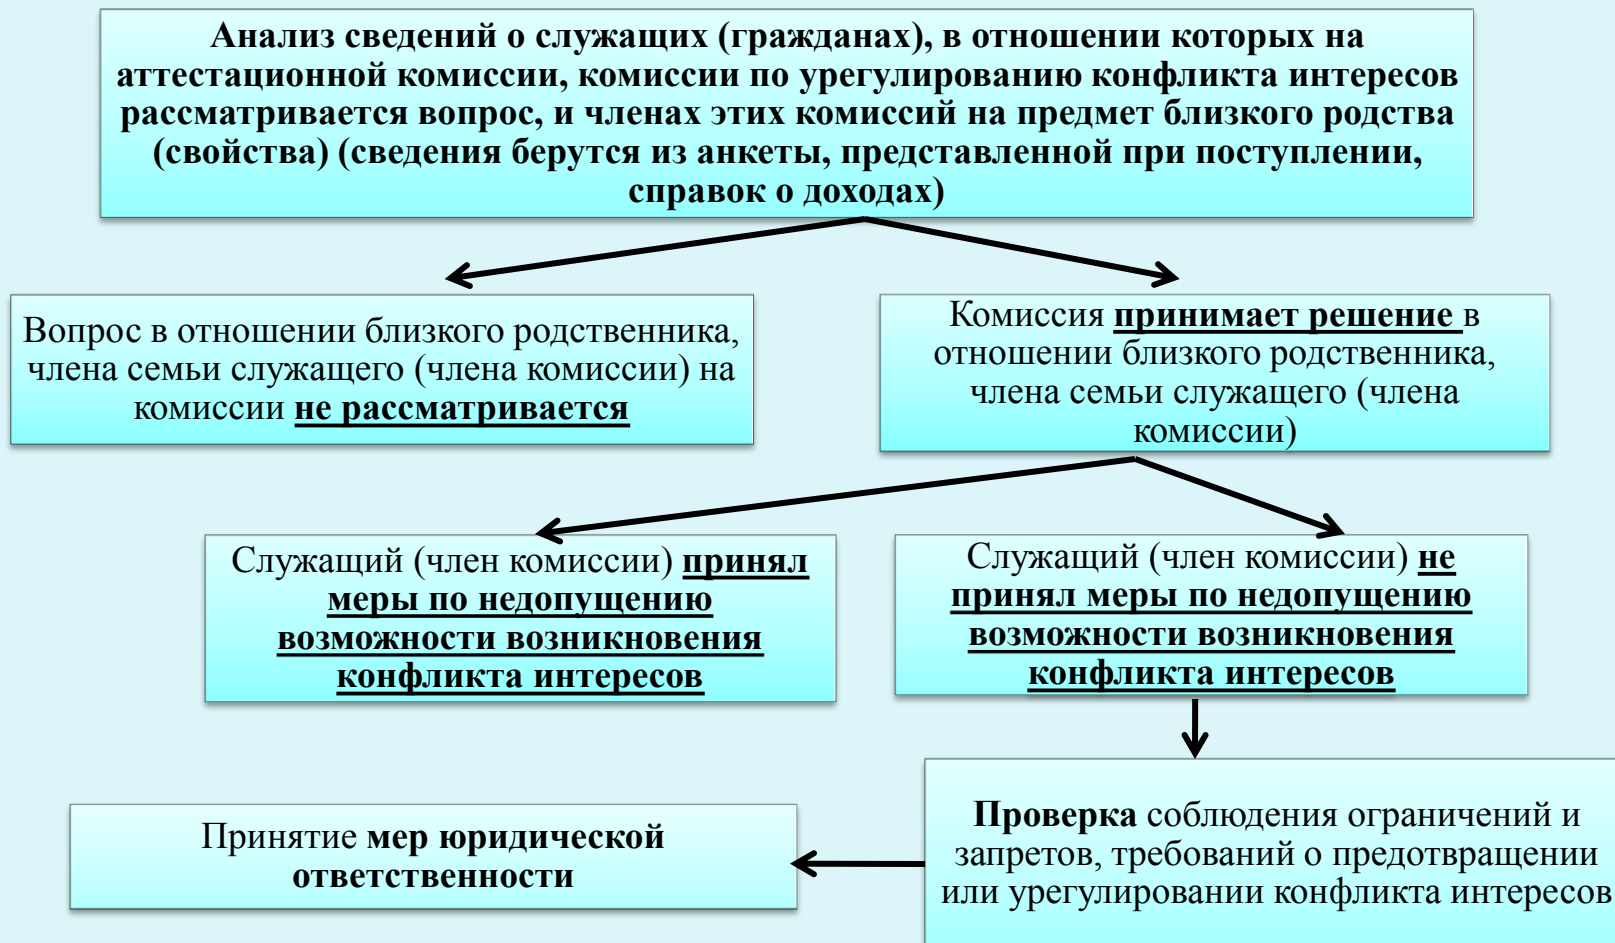 Анализ сведений о служащих (гражданах), в отношении которых на
аттестационной комиссии, комиссии по урегулированию конфликта интересов
рассматривается вопрос, и членах этих комиссий на предмет близкого родства
(свойства) (сведения берутся из анкеты, представленной при поступлении,
справок о доходах)
Вопрос в отношении близкого родственника,
члена семьи служащего (члена комиссии) на
комиссии не рассматривается
Комиссия принимает решение в
отношении близкого родственника,
члена семьи служащего (члена
комиссии)
Служащий (член комиссии) принял
меры по недопущению
возможности возникновения
конфликта интересов
Служащий (член комиссии) не
принял меры по недопущению
возможности возникновения
конфликта интересов
Принятие мер юридической
ответственности
Проверка соблюдения ограничений и
запретов, требований о предотвращении
или урегулировании конфликта интересов